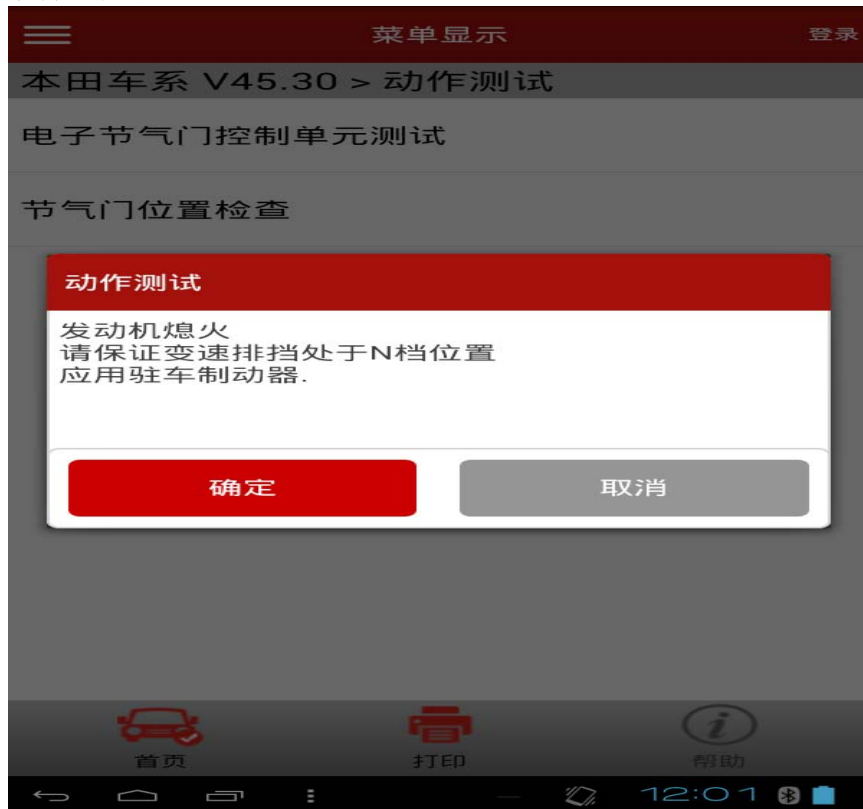 菜单显示
登录
本田车系 V45.30 > 动作测试
电子节气门控制单元测试
节气门位置检查
动作测试
发动机熄火
请保证变速排挡处于N档位置
应用驻车制动器.
确定
取消
首页
打印
帮助
12:01